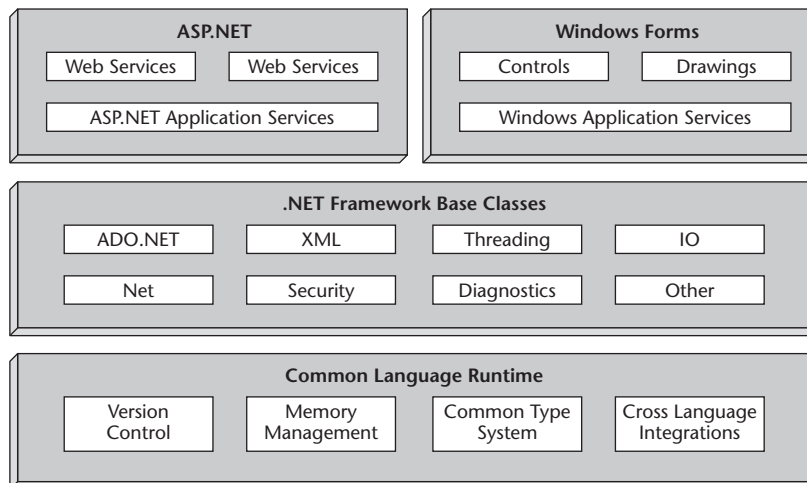 ASP.NET
Web Services
Web Services
ASP.NET Application Services
Windows Forms
Controls
Drawings
Windows Application Services
.NET Framework Base Classes
ADO.NET
XML
Threading
IO
Net
Security
Diagnostics
Other
Common Language Runtime
Version
Control
Memory
Management
Common Type
System
Cross Language
Integrations